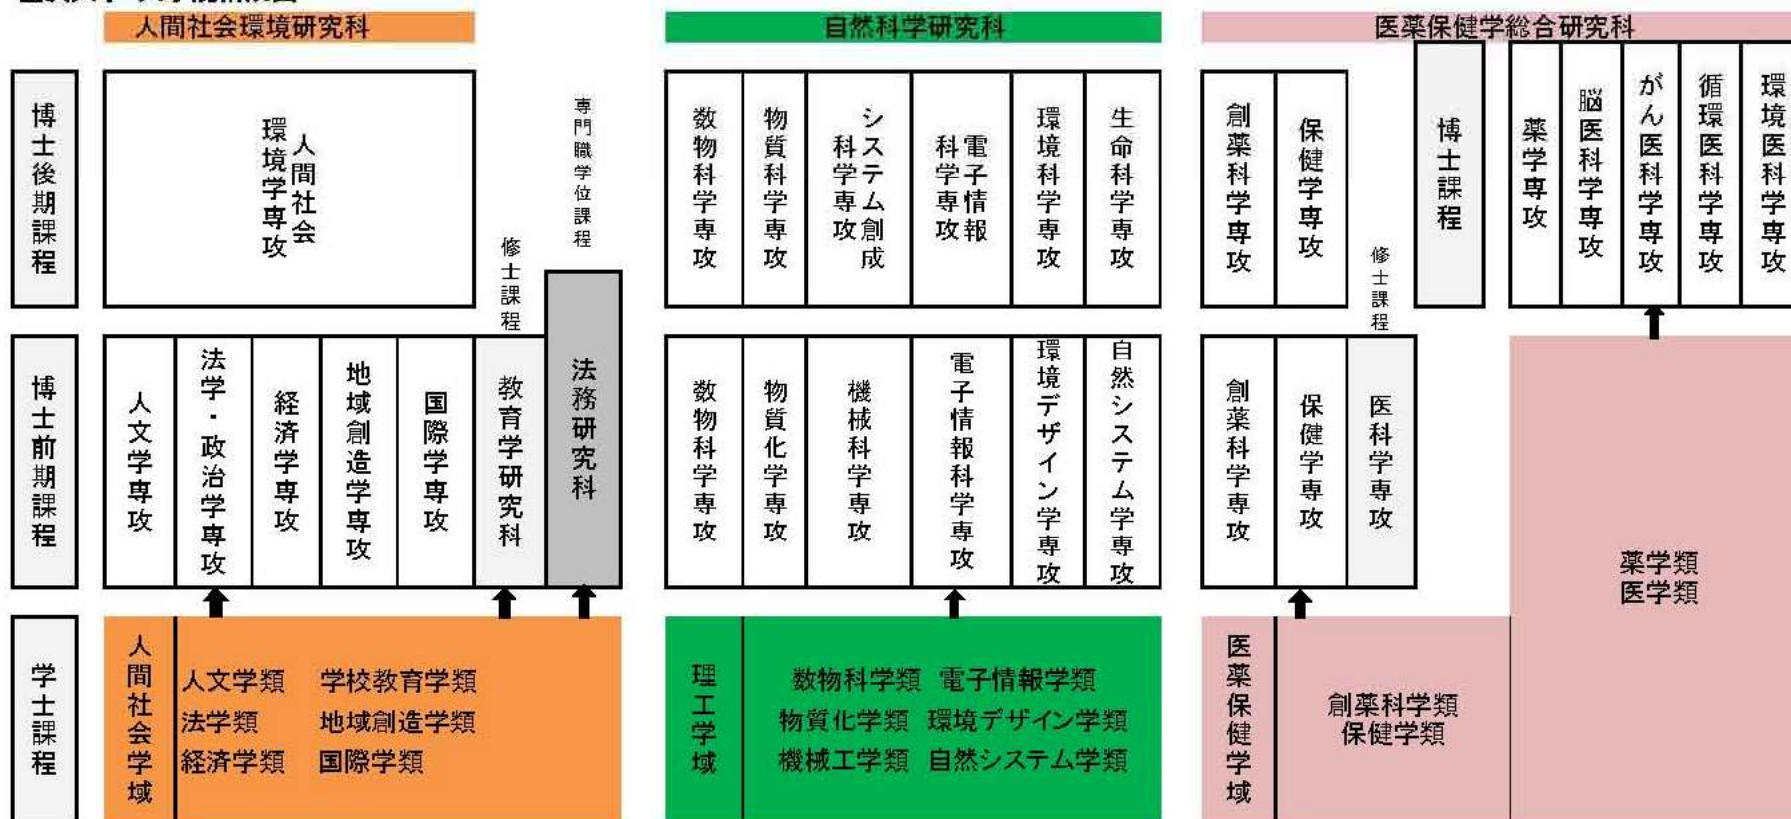 人間社会環境研究科
自然科学研究科
医薬保健学総合研究科
博士後期課程
人間社会
環境学専攻
専門職学位課程
修士課程
数物科学専攻
物質科学専攻
システム創成
科学専攻
電子情報
科学専攻
環境科学専攻
生命科学専攻
創薬科学専攻
保健学専攻
修士課程
博士課程
薬学専攻
脳医科学専攻
がん医科学専攻
循環医科学専攻
環境医科学専攻
博士前期課程
人文学専攻
法学・政治学専攻
経済学専攻
地域創造学専攻
国際学専攻
教育学研究科
法務研究科
数物科学専攻
物質化学専攻
機械科学専攻
電子情報科学専攻
環境デザイン学専攻
自然システム学専攻
創薬科学専攻
保健学専攻
医科学専攻
薬学類
医学類
学士課程
人間社会学域
人文学類 学校教育学類
法学類 地域創造学類
経済学類 国際学類
理工学域
数物科学類 電子情報学類
物質化学類 環境デザイン学類
機械工学類 自然システム学類
医薬保健学域
創薬科学類
保健学類